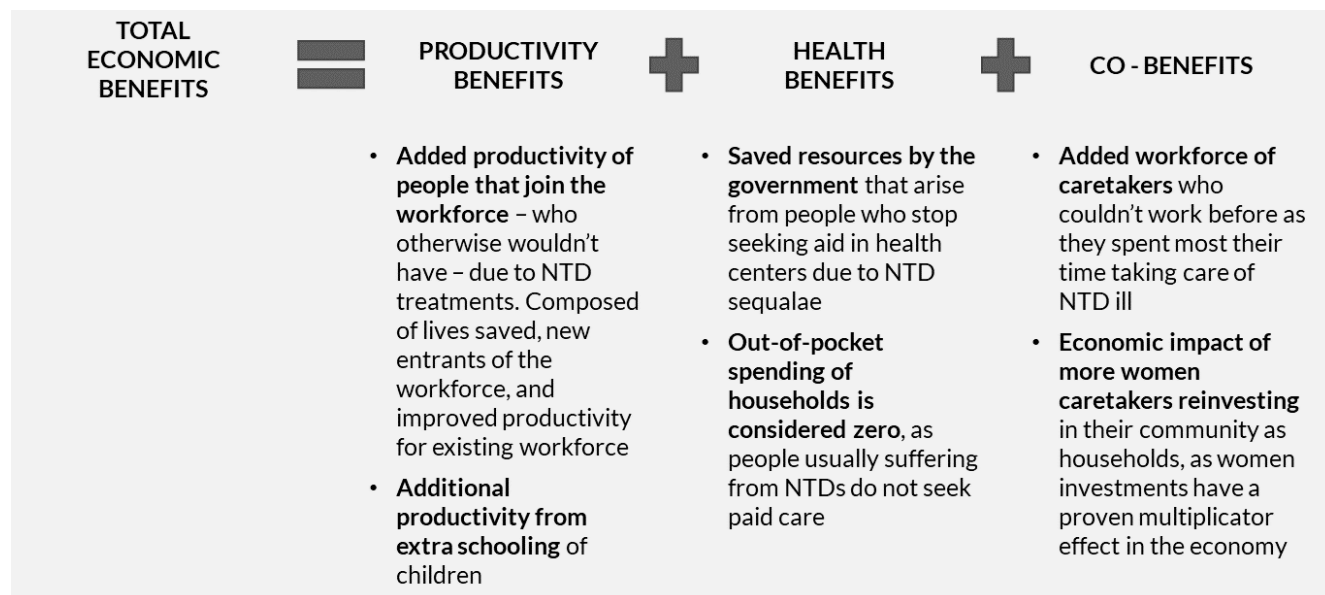 TOTAL
ECONOMIC
BENEFITS
PRODUCTIVITY
BENEFITS
HEALTH
BENEFITS
CO - BENEFITS
• Added productivity of
people that join the
workforce – who
otherwise wouldn't
have – due to NTD
treatments. Composed
of lives saved, new
entrants of the
workforce, and
improved productivity
for existing workforce
• Additional
productivity from
extra schooling of
children
• Saved resources by the
government that arise
from people who stop
seeking aid in health
centers due to NTD
sequalae
• Out-of-pocket
spending of
households is
considered zero, as
people usually suffering
from NTDs do not seek
paid care
• Added workforce of
caretakers who
couldn't work before as
they spent most their
time taking care of
NTD ill
• Economic impact of
more women
caretakers reinvesting
in their community as
households, as women
investments have a
proven multiplicator
effect in the economy